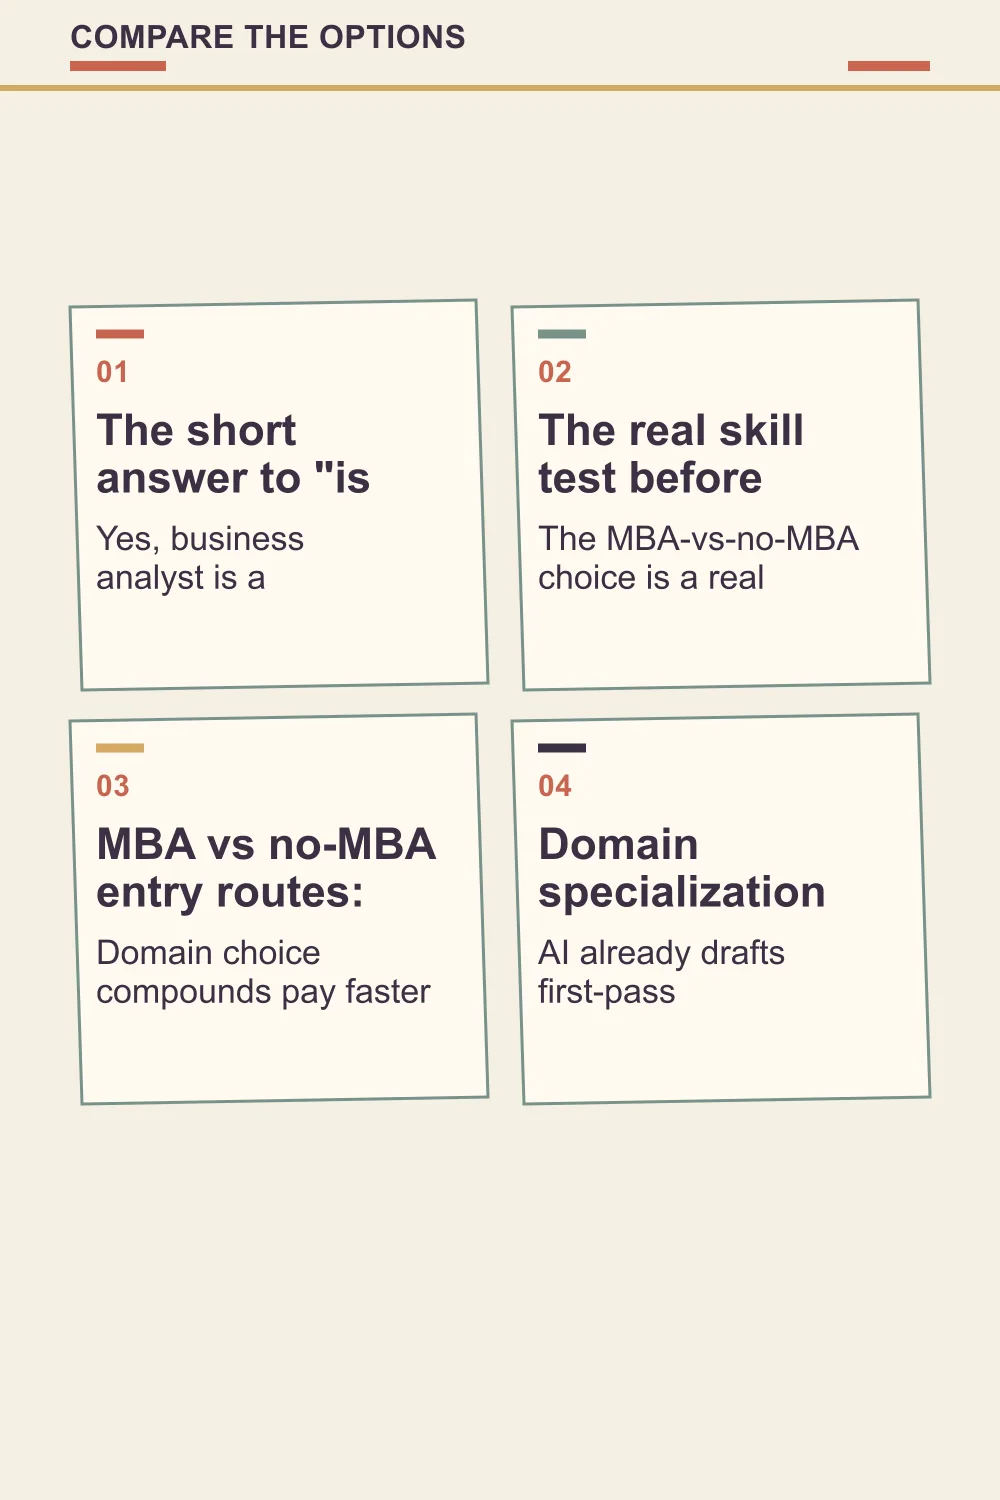 COMPARE THE OPTIONS
01
The short
answer to "is
Yes, business
analyst is a
02
The real skill
test before
The MBA-vs-no-MBA
choice is a real
03
MBA vs no-MBA
entry routes:
Domain choice
compounds pay faster
04
Domain
specialization
AI already drafts
first-pass